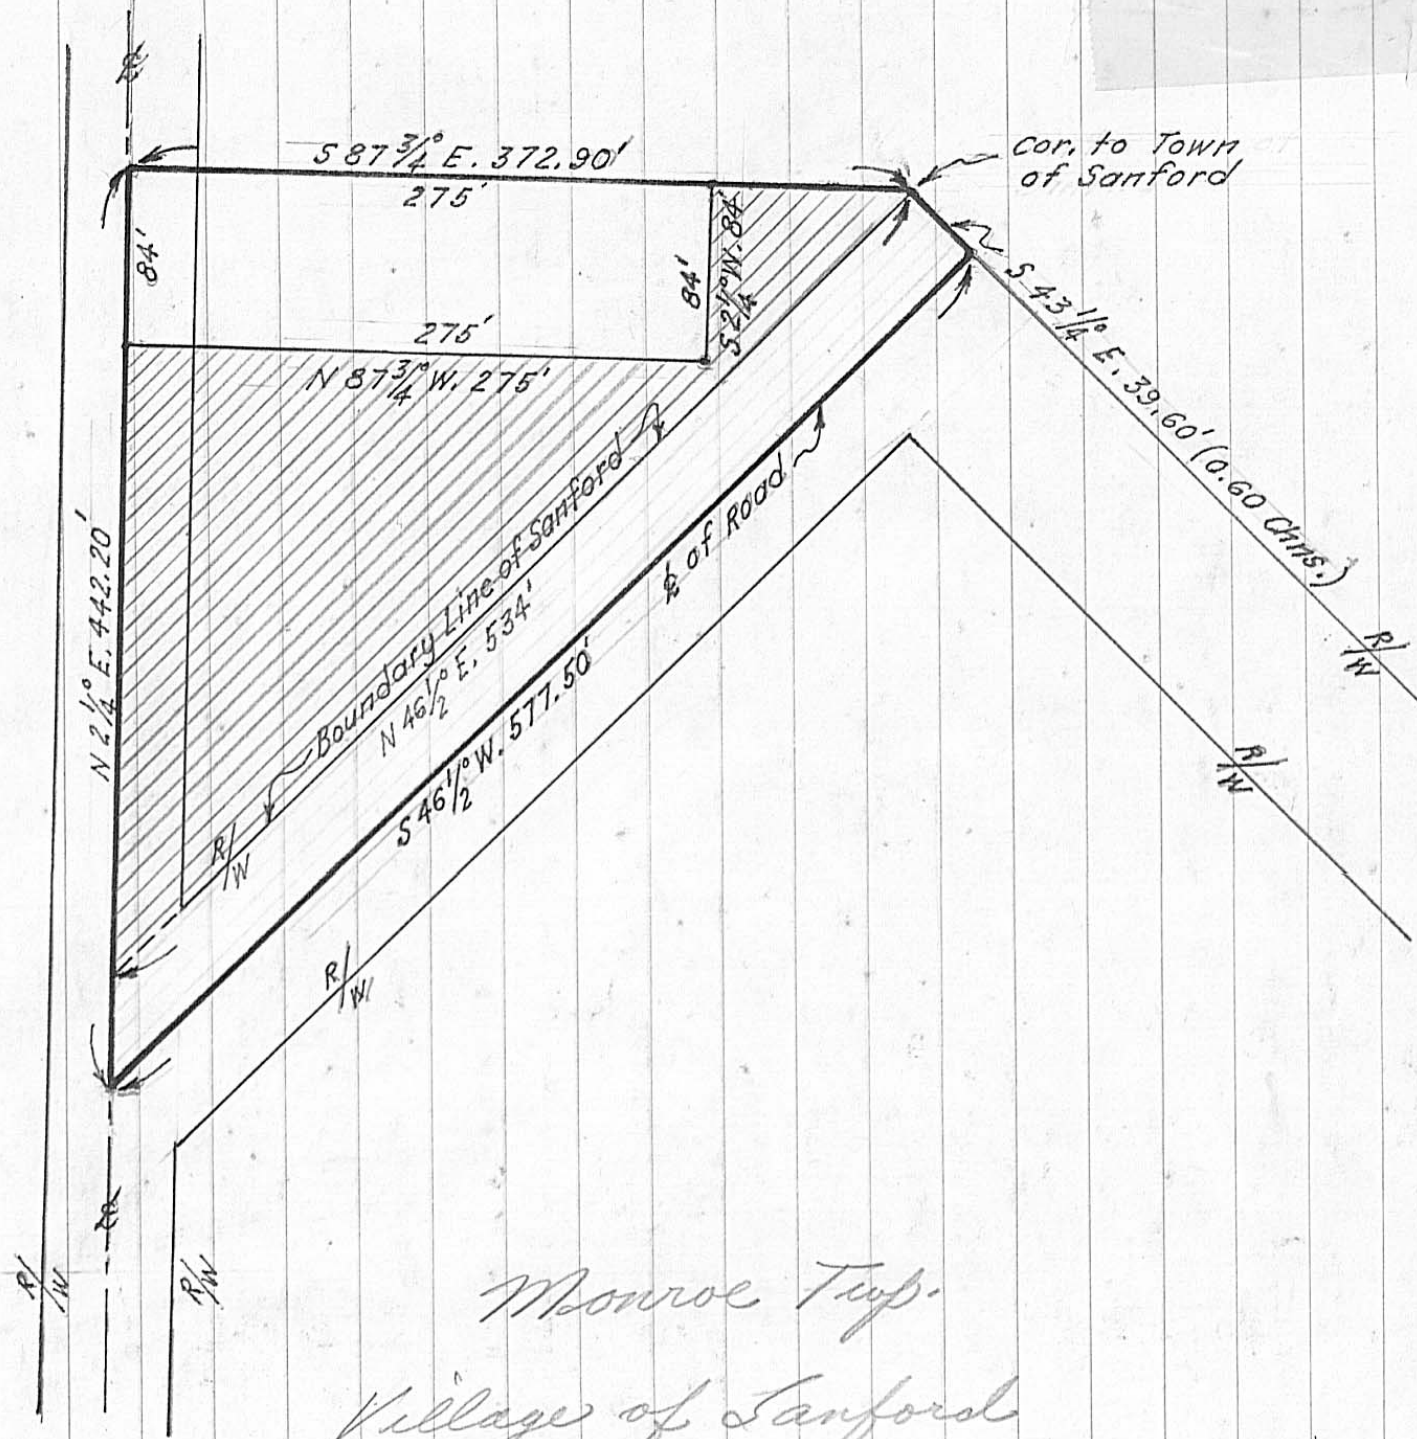 ℄
S 87 3/4° E. 372.90'
275'
cor. to Town
of Sanford
84'
84'
S 2 1/4° W. 84'
S 43 1/4° E. 39.60' (0.60 Chns.)
275'
N 87 3/4° W. 275'
N 2 1/4° E. 442.20'
Boundary Line of Sanford
N 46 1/2° E. 534'
℄ of Road
S 46 1/2° W. 577.50'
R/W
R/W
R/W
R/W
℄
R/W
R/W
Monroe Twp.
Village of Sanford